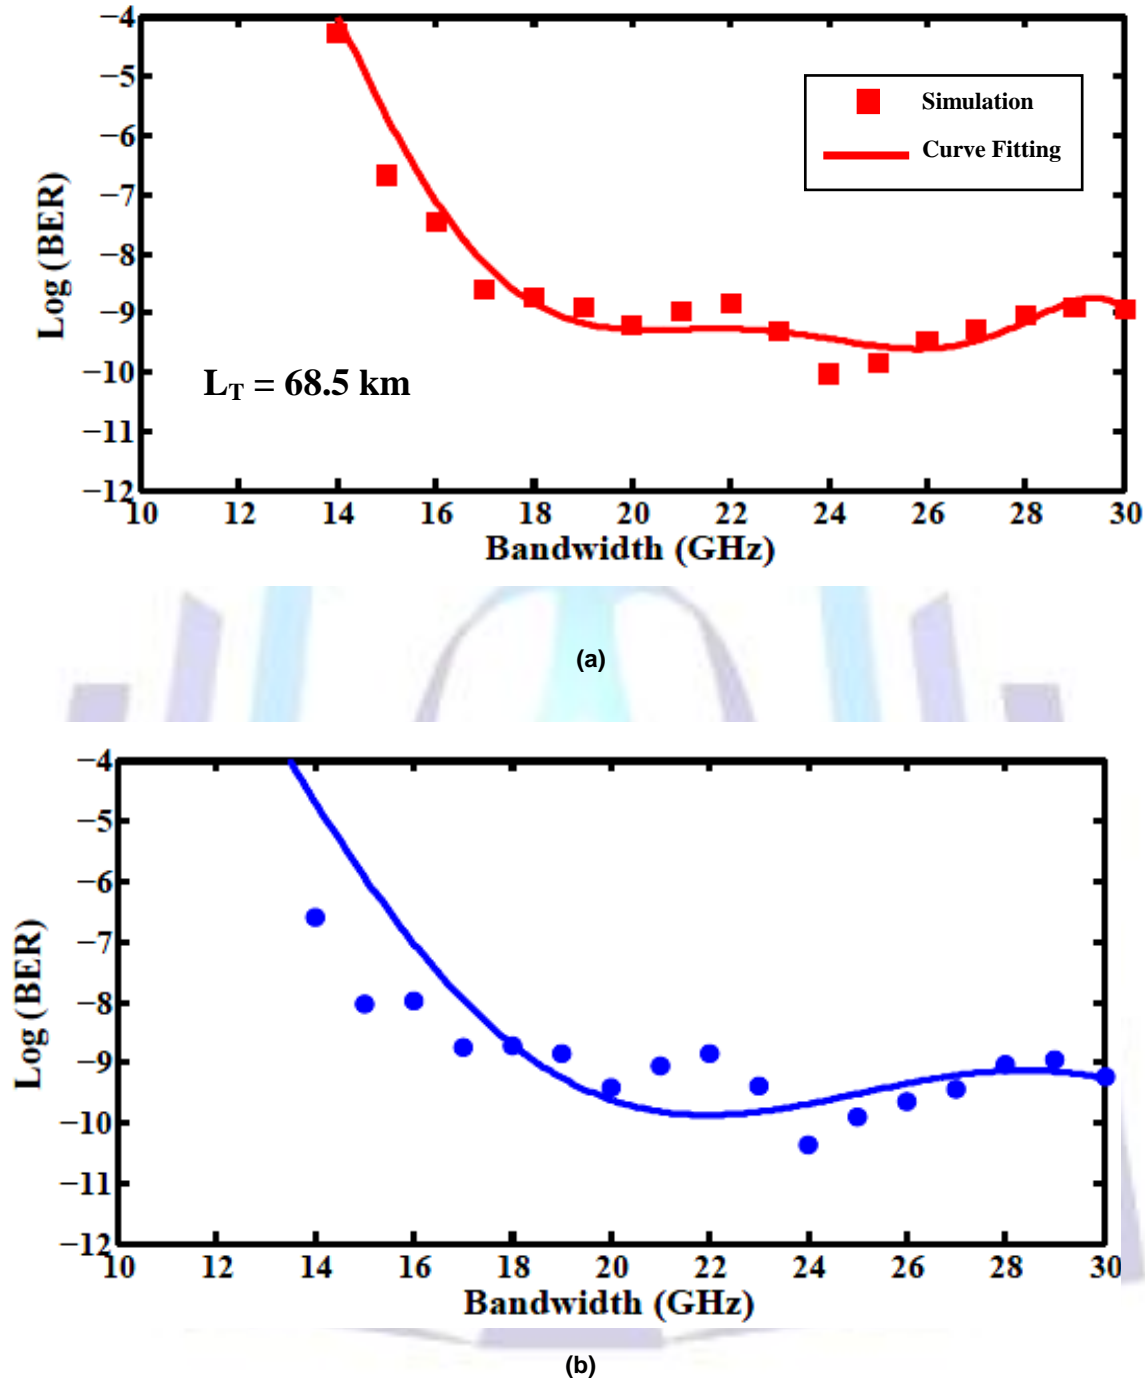 −4
−5
−6
−7
−8
−9
−10
−11
−12
Log (BER)
Simulation
Curve Fitting
L_T = 68.5 km
10 12 14 16 18 20 22 24 26 28 30
Bandwidth (GHz)
(a)
−4
−5
−6
−7
−8
−9
−10
−11
−12
Log (BER)
10 12 14 16 18 20 22 24 26 28 30
Bandwidth (GHz)
(b)